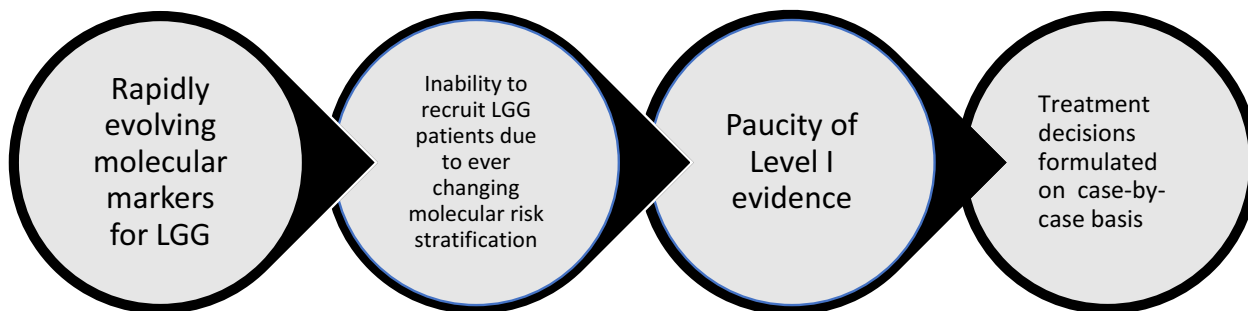 Rapidly
evolving
molecular
markers
for LGG
Inability to
recruit LGG
patients due
to ever
changing
molecular risk
stratification
Paucity of
Level I
evidence
Treatment
decisions
formulated
on case-by-
case basis